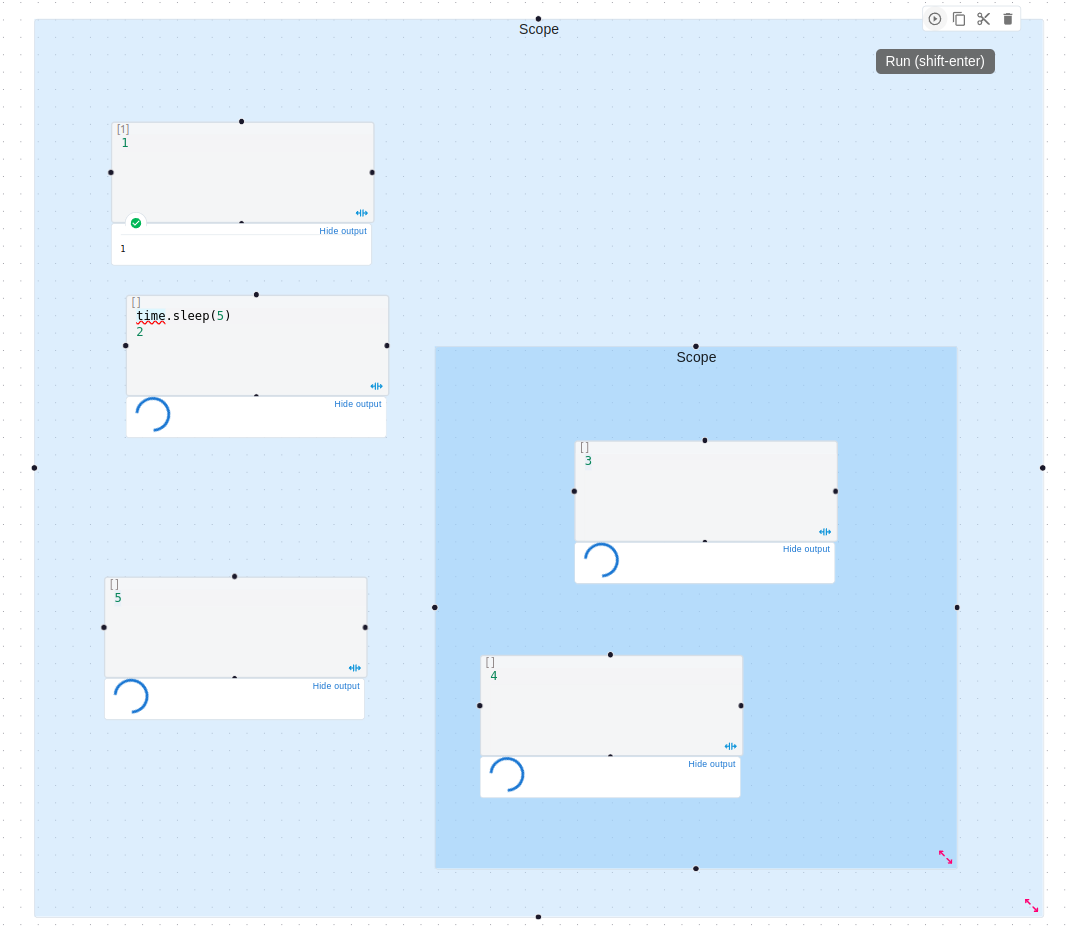 Scope
Run (shift-enter)
[1]
1
Hide output
1
[]
time.sleep(5)
2
Hide output
Scope
[]
3
Hide output
[]
5
Hide output
[]
4
Hide output